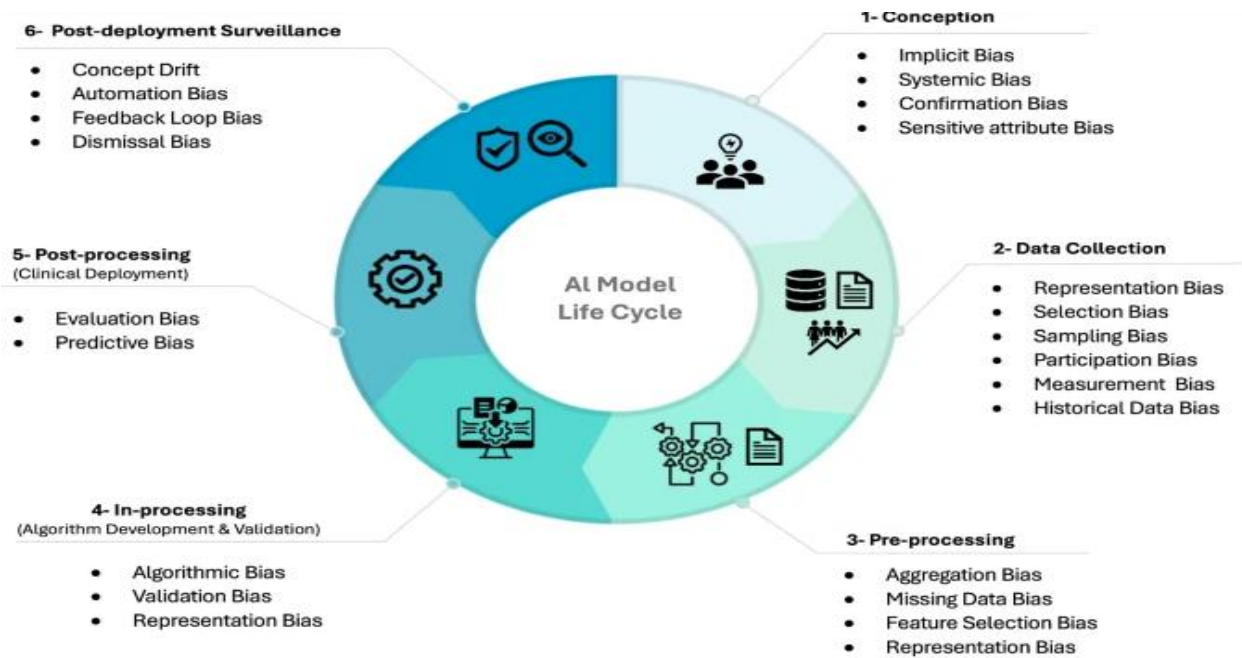 1- Conception
• Implicit Bias
• Systemic Bias
• Confirmation Bias
• Sensitive attribute Bias
2- Data Collection
• Representation Bias
• Selection Bias
• Sampling Bias
• Participation Bias
• Measurement Bias
• Historical Data Bias
3- Pre-processing
• Aggregation Bias
• Missing Data Bias
• Feature Selection Bias
• Representation Bias
4- In-processing
(Algorithm Development & Validation)
• Algorithmic Bias
• Validation Bias
• Representation Bias
5- Post-processing
(Clinical Deployment)
• Evaluation Bias
• Predictive Bias
6- Post-deployment Surveillance
• Concept Drift
• Automation Bias
• Feedback Loop Bias
• Dismissal Bias
AI Model
Life Cycle